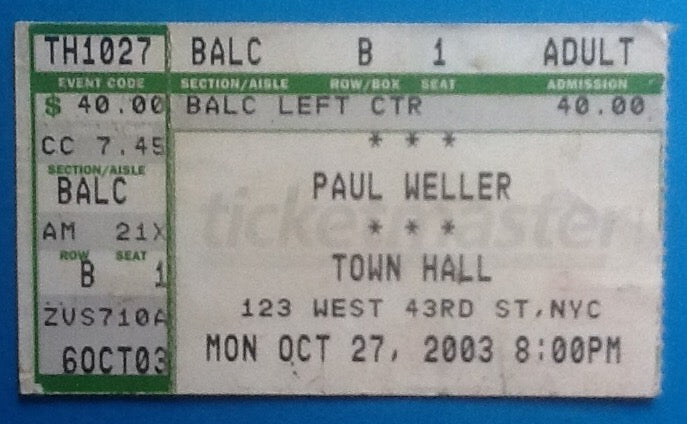 TH1027 BALC B 1 ADULT
EVENT CODE SECTION/AISLE ROW/BOX SEAT ADMISSION
$ 40.00 BALC LEFT CTR 40.00
CC 7.45 * * *
SECTION/AISLE
BALC PAUL WELLER
ticketmaster
AM 21X * * *
ROW SEAT
B 1 TOWN HALL
ZVS710A 123 WEST 43RD ST,NYC
6OCT03 MON OCT 27, 2003 8:00PM